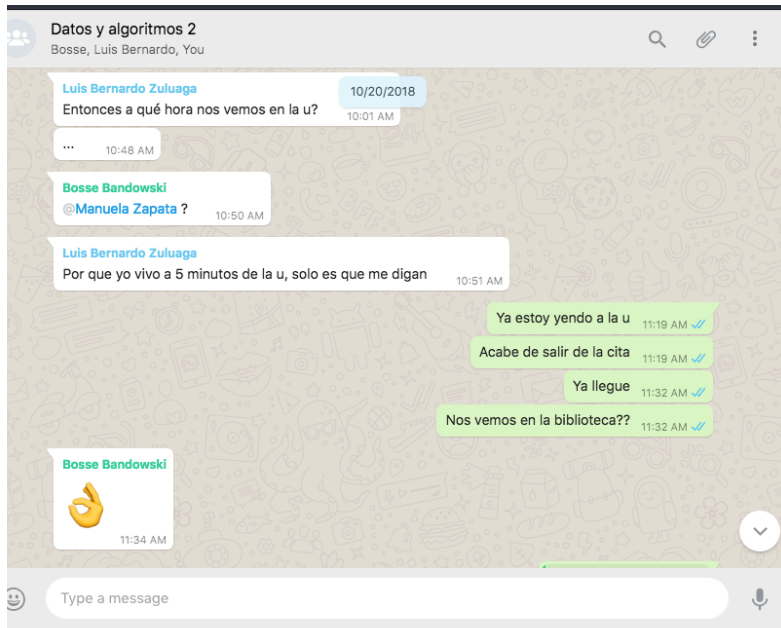 Datos y algoritmos 2
Bosse, Luis Bernardo, You
10/20/2018
Luis Bernardo Zuluaga
Entonces a qué hora nos vemos en la u?
10:01 AM
... 10:48 AM
Bosse Bandowski
@Manuela Zapata ? 10:50 AM
Luis Bernardo Zuluaga
Por que yo vivo a 5 minutos de la u, solo es que me digan 10:51 AM
Ya estoy yendo a la u 11:19 AM
Acabe de salir de la cita 11:19 AM
Ya llegue 11:32 AM
Nos vemos en la biblioteca?? 11:32 AM
Bosse Bandowski
👌
11:34 AM
Type a message